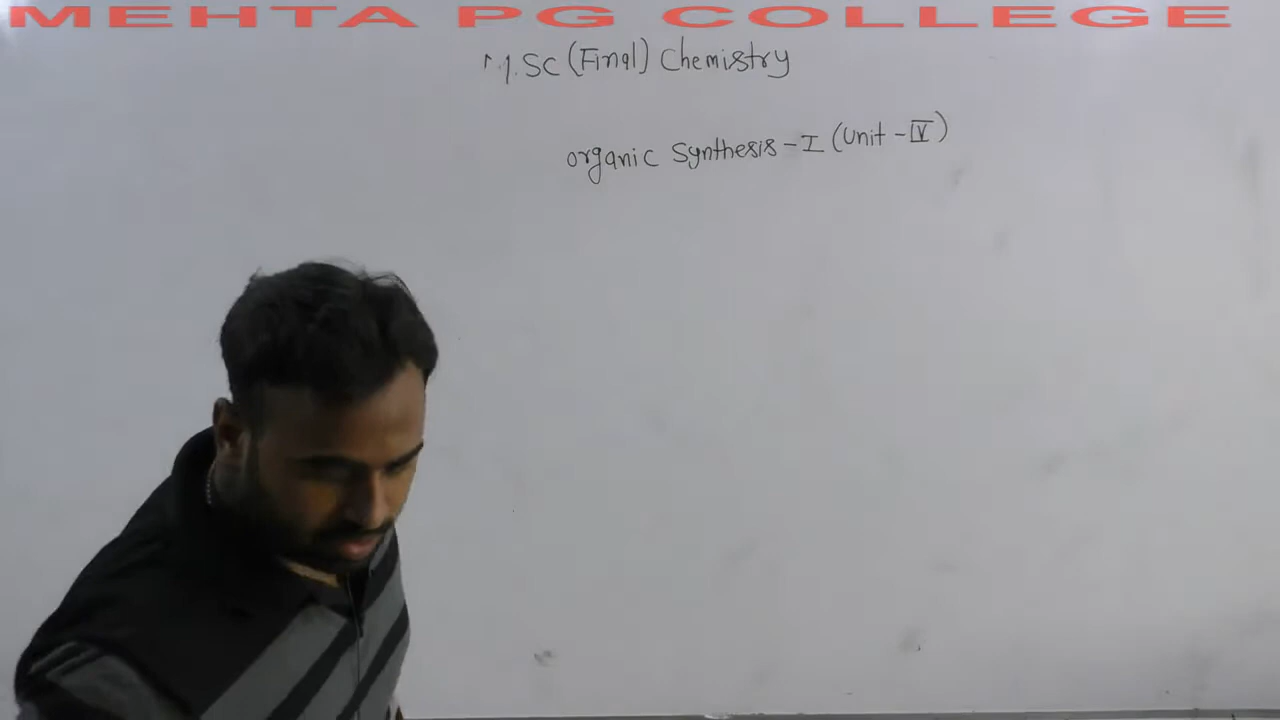 MEHTA PG COLLEGE
M.Sc (Final) Chemistry
organic Synthesis-I (Unit-IV)